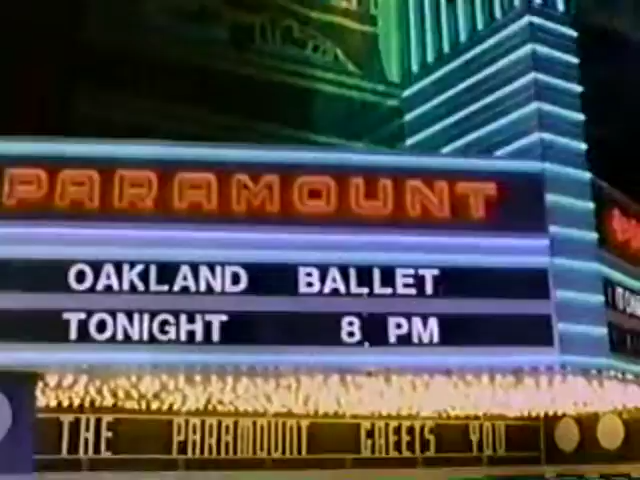 PARAMOUNT
OAKLAND BALLET
TONIGHT 8 PM
THE PARAMOUNT GREETS YOU